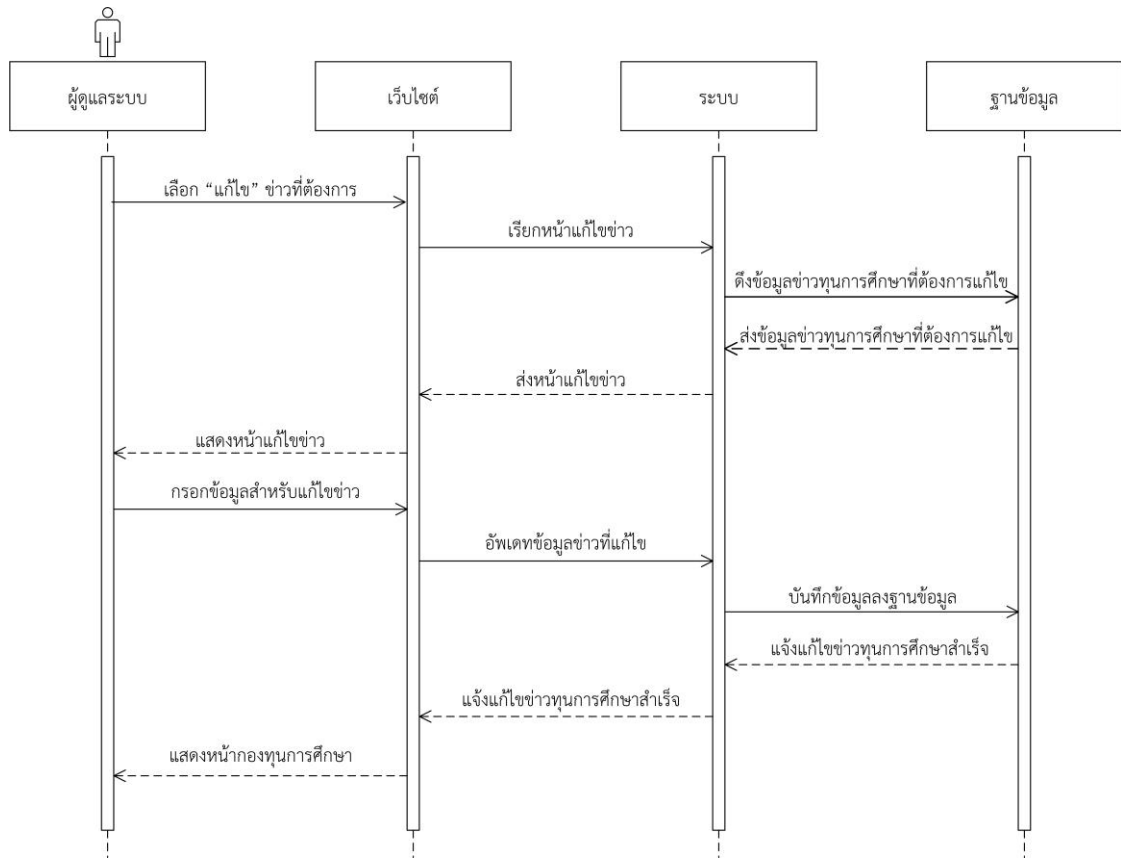 ผู้ดูแลระบบ
เว็บไซต์
ระบบ
ฐานข้อมูล
เลือก “แก้ไข” ข่าวที่ต้องการ
เรียกหน้าแก้ไขข่าว
ดึงข้อมูลข่าวทุนการศึกษาที่ต้องการแก้ไข
ส่งข้อมูลข่าวทุนการศึกษาที่ต้องการแก้ไข
ส่งหน้าแก้ไขข่าว
แสดงหน้าแก้ไขข่าว
กรอกข้อมูลสำหรับแก้ไขข่าว
อัพเดทข้อมูลข่าวที่แก้ไข
บันทึกข้อมูลลงฐานข้อมูล
แจ้งแก้ไขข่าวทุนการศึกษาสำเร็จ
แจ้งแก้ไขข่าวทุนการศึกษาสำเร็จ
แสดงหน้ากองทุนการศึกษา